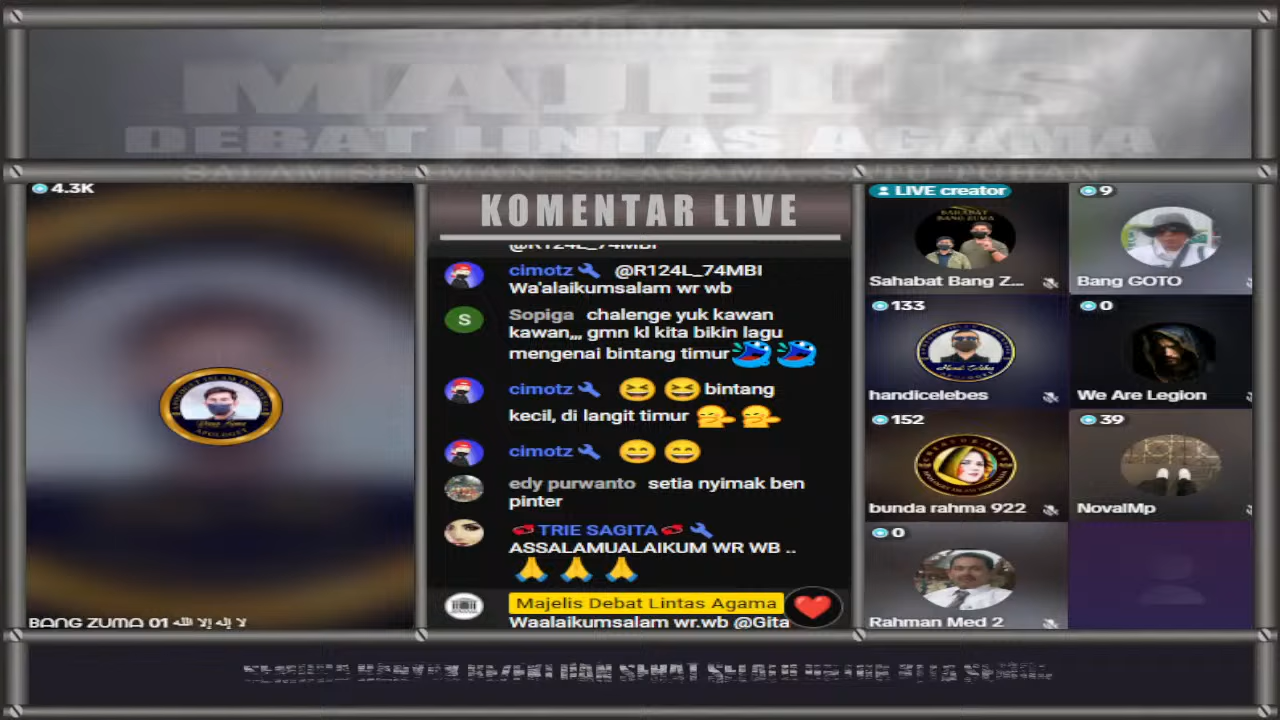 MAJELIS
DEBAT LINTAS AGAMA
4.3K
BANG ZUMA 01 لا إله إلا الله
KOMENTAR LIVE
@R124L_74MBI
cimotz🔧 @R124L_74MBI
Wa'alaikumsalam wr wb
S
Sopiga chalenge yuk kawan
kawan,,, gmn kl kita bikin lagu
mengenai bintang timur🤣🤣
cimotz🔧 😆😆bintang
kecil, di langit timur 🤧🤧
cimotz🔧 😄😄
edy purwanto setia nyimak ben
pinter
TRIE SAGITA🔧
ASSALAMUALAIKUM WR WB ..
🙏🙏🙏
Majelis Debat Lintas Agama
Waalaikumsalam wr.wb @Gita
LIVE creator
SAHABAT
BANG ZUMA
Sahabat Bang Z...
9
Bang GOTO
133
handicelebes
0
We Are Legion
152
bunda rahma 922
39
NovalMp
0
Rahman Med 2